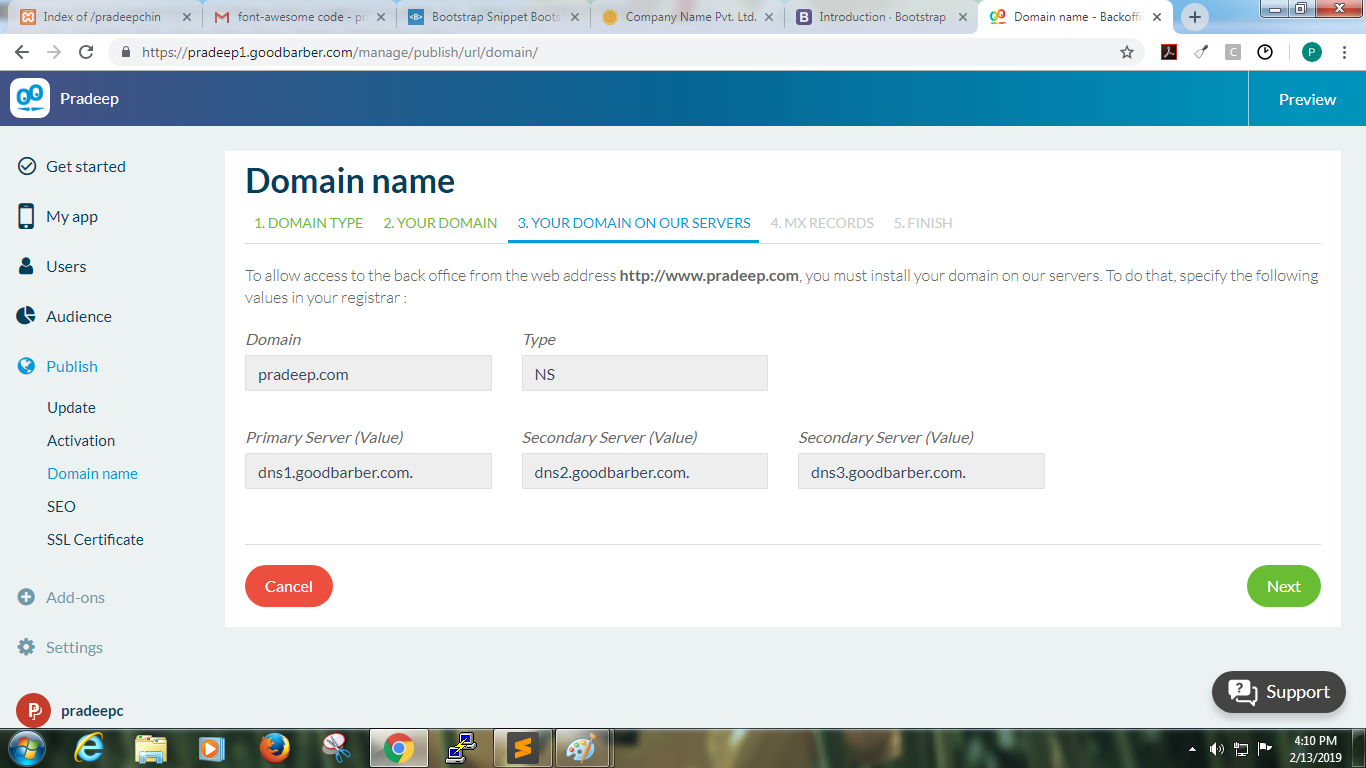 Index of /pradeepchin
font-awesome code - pr
Bootstrap Snippet Boots
Company Name Pvt. Ltd.
Introduction · Bootstrap
Domain name - Backoffi
https://pradeep1.goodbarber.com/manage/publish/url/domain/
P
Pradeep
Preview
Get started
My app
Users
Audience
Publish
Update
Activation
Domain name
SEO
SSL Certificate
Add-ons
Settings
pradeepc
Domain name
1. DOMAIN TYPE 2. YOUR DOMAIN 3. YOUR DOMAIN ON OUR SERVERS 4. MX RECORDS 5. FINISH
To allow access to the back office from the web address http://www.pradeep.com, you must install your domain on our servers. To do that, specify the following
values in your registrar :
Domain Type
pradeep.com NS
Primary Server (Value) Secondary Server (Value) Secondary Server (Value)
dns1.goodbarber.com. dns2.goodbarber.com. dns3.goodbarber.com.
Cancel Next
Support
4:10 PM
2/13/2019